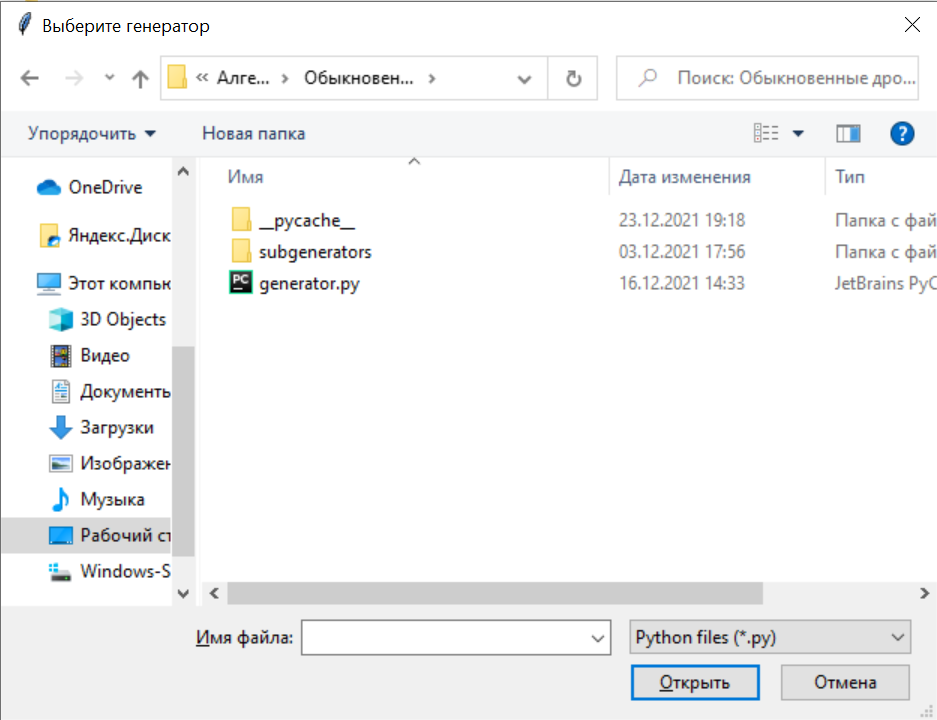 Выберите генератор
« Алге... › Обыкновен... ›
Поиск: Обыкновенные дро...
Упорядочить
Новая папка
?
Имя
Дата изменения
Тип
__pycache__
23.12.2021 19:18
Папка с фай
subgenerators
03.12.2021 17:56
Папка с фай
PC
generator.py
16.12.2021 14:33
JetBrains PyC
OneDrive
Яндекс.Диск
Этот компьк
3D Objects
Видео
Документы
Загрузки
Изображен
Музыка
Рабочий ст
Windows-S
Имя файла:
Python files (*.py)
Открыть
Отмена